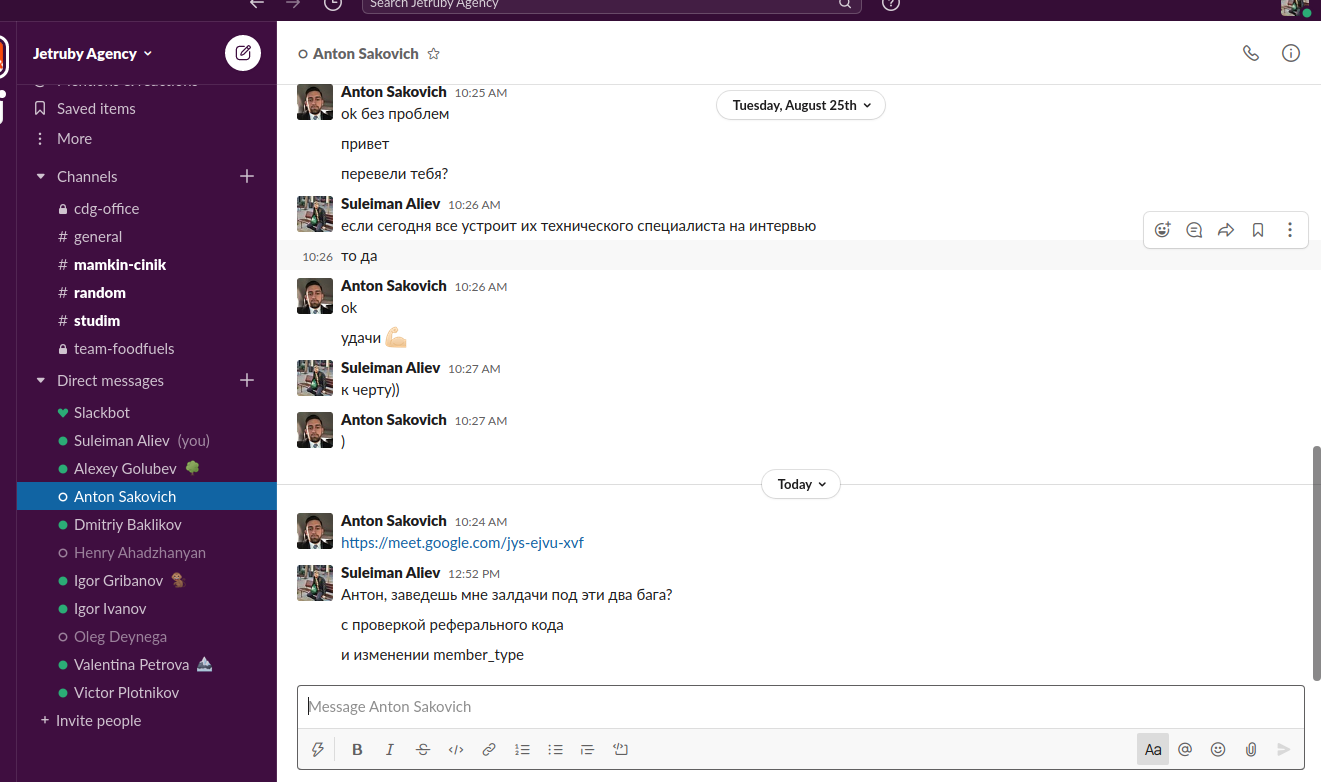 Search Jetruby Agency
Jetruby Agency
Mentions & reactions
Saved items
More
Channels
cdg-office
# general
# mamkin-cinik
# random
# studim
team-foodfuels
Direct messages
Slackbot
Suleiman Aliev (you)
Alexey Golubev
Anton Sakovich
Dmitriy Baklikov
Henry Ahadzhanyan
Igor Gribanov
Igor Ivanov
Oleg Deynega
Valentina Petrova
Victor Plotnikov
+ Invite people
Anton Sakovich
Tuesday, August 25th
Anton Sakovich 10:25 AM
ok без проблем
привет
перевели тебя?
Suleiman Aliev 10:26 AM
если сегодня все устроит их технического специалиста на интервью
10:26 то да
Anton Sakovich 10:26 AM
ok
удачи 💪🏻
Suleiman Aliev 10:27 AM
к черту))
Anton Sakovich 10:27 AM
)
Today
Anton Sakovich 10:24 AM
https://meet.google.com/jys-ejvu-xvf
Suleiman Aliev 12:52 PM
Антон, заведешь мне залдачи под эти два бага?
с проверкой реферального кода
и изменении member_type
Message Anton Sakovich
B I S </> Aa @